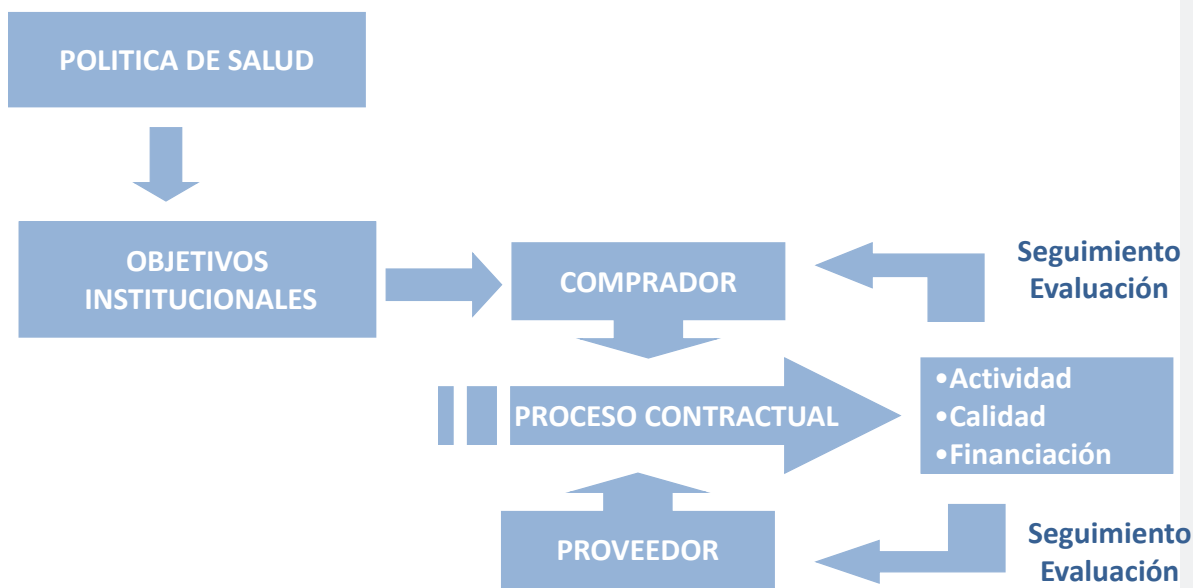 POLITICA DE SALUD
OBJETIVOS
INSTITUCIONALES
COMPRADOR
Seguimiento
Evaluación
PROCESO CONTRACTUAL
•Actividad
•Calidad
•Financiación
PROVEEDOR
Seguimiento
Evaluación